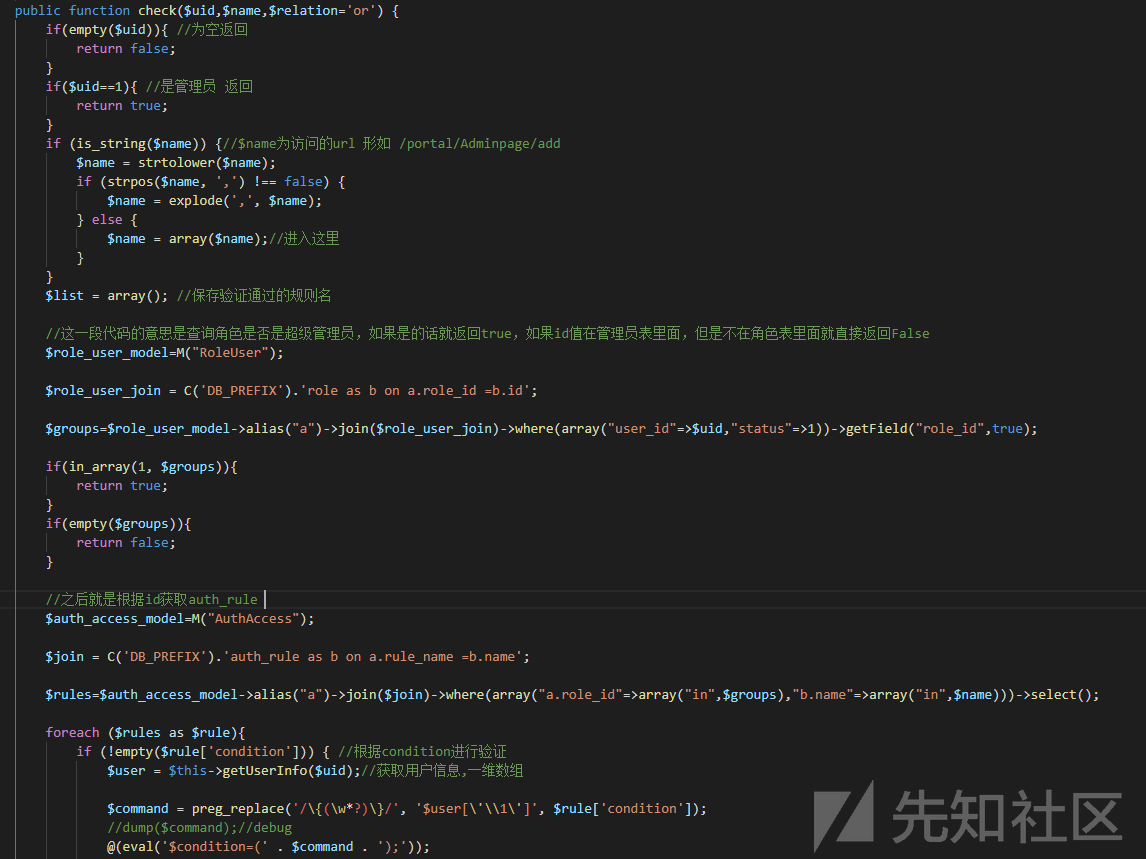 public function check($uid,$name,$relation='or') {
if(empty($uid)){ //为空返回
return false;
}
if($uid==1){ //是管理员 返回
return true;
}
if (is_string($name)) {//$name为访问的url 形如 /portal/Adminpage/add
$name = strtolower($name);
if (strpos($name, ',') !== false) {
$name = explode(',', $name);
} else {
$name = array($name);//进入这里
}
}
$list = array(); //保存验证通过的规则名
//这一段代码的意思是查询角色是否是超级管理员，如果是的话就返回true，如果id值在管理员表里面，但是不在角色表里面就直接返回False
$role_user_model=M("RoleUser");
$role_user_join = C('DB_PREFIX').'role as b on a.role_id =b.id';
$groups=$role_user_model->alias("a")->join($role_user_join)->where(array("user_id"=>$uid,"status"=>1))->getField("role_id",true);
if(in_array(1, $groups)){
return true;
}
if(empty($groups)){
return false;
}
//之后就是根据id获取auth_rule
$auth_access_model=M("AuthAccess");
$join = C('DB_PREFIX').'auth_rule as b on a.rule_name =b.name';
$rules=$auth_access_model->alias("a")->join($join)->where(array("a.role_id"=>array("in",$groups),"b.name"=>array("in",$name)))->select();
foreach ($rules as $rule){
if (!empty($rule['condition'])) { //根据condition进行验证
$user = $this->getUserInfo($uid);//获取用户信息,一维数组
$command = preg_replace('/\{(\w*?)\}/', '$user[\'\\1\']', $rule['condition']);
//dump($command);//debug
@(eval('$condition=(' . $command . ');'));
先知社区